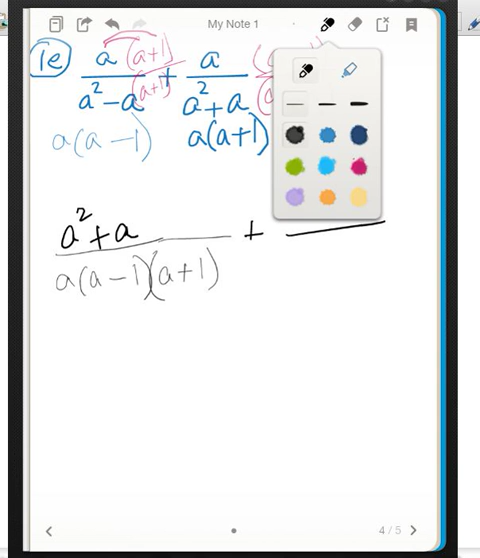 My Note 1
1e) a (a+1) / a² - a (a+1) + a / a² + a
a(a-1) a(a+1)
a² + a / a(a-1)(a+1) + 
4 / 5